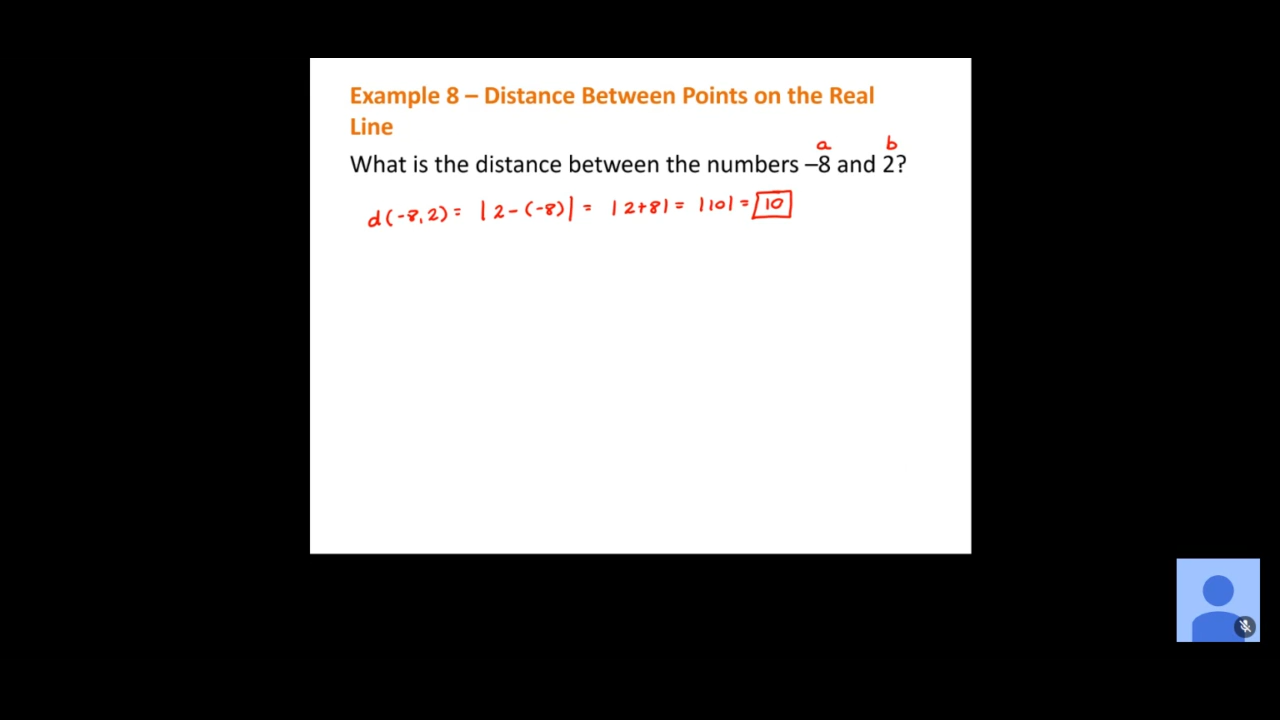 Example 8 – Distance Between Points on the Real
Line
a b
What is the distance between the numbers –8 and 2?
d(-8,2) = |2-(-8)| = |2+8| = |10| = 10